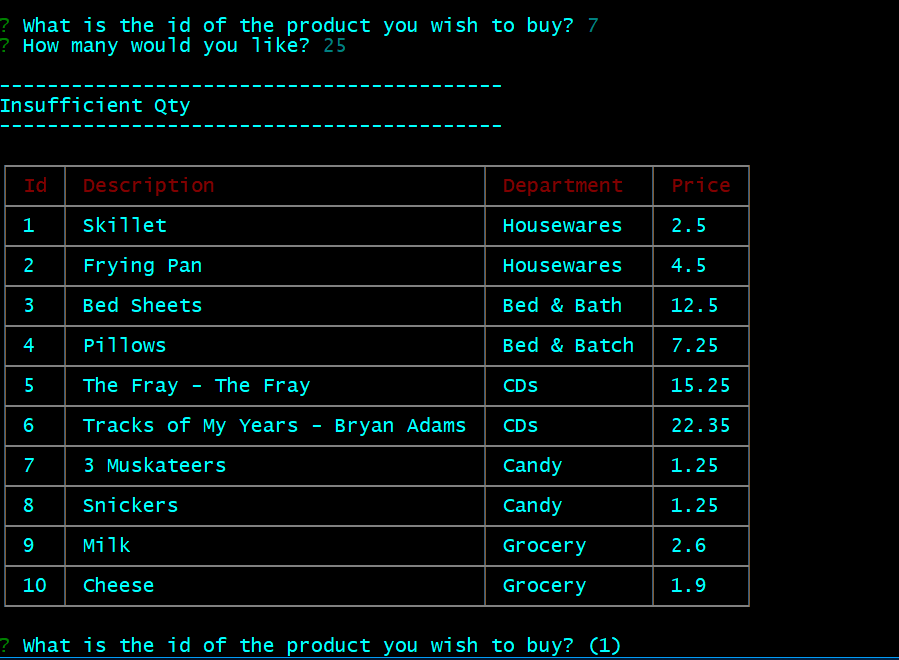 ? What is the id of the product you wish to buy? 7
? How many would you like? 25
------------------------------------------
Insufficient Qty
------------------------------------------
Id Description Department Price
1 Skillet Housewares 2.5
2 Frying Pan Housewares 4.5
3 Bed Sheets Bed & Bath 12.5
4 Pillows Bed & Batch 7.25
5 The Fray - The Fray CDs 15.25
6 Tracks of My Years - Bryan Adams CDs 22.35
7 3 Muskateers Candy 1.25
8 Snickers Candy 1.25
9 Milk Grocery 2.6
10 Cheese Grocery 1.9
? What is the id of the product you wish to buy? (1)